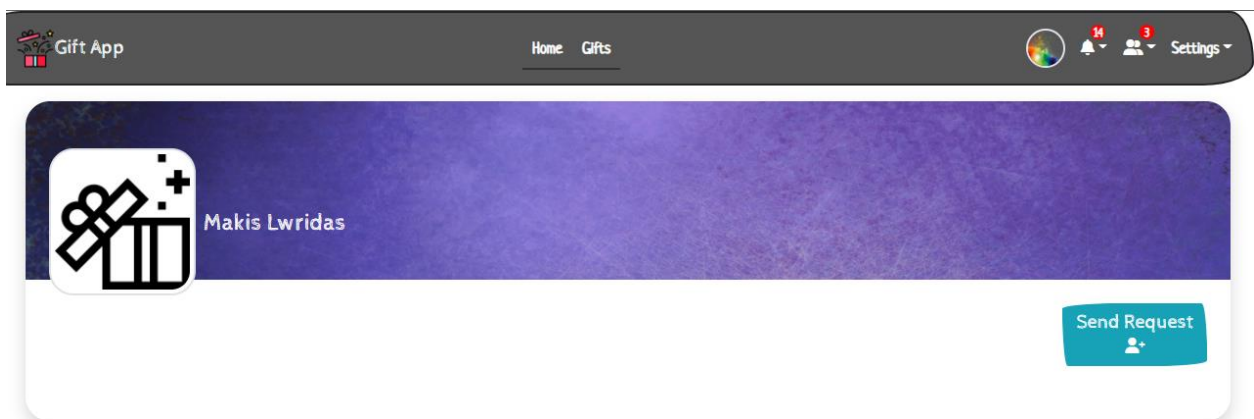 Gift App
Home Gifts
14
3
Settings
Makis Lwridas
Send Request